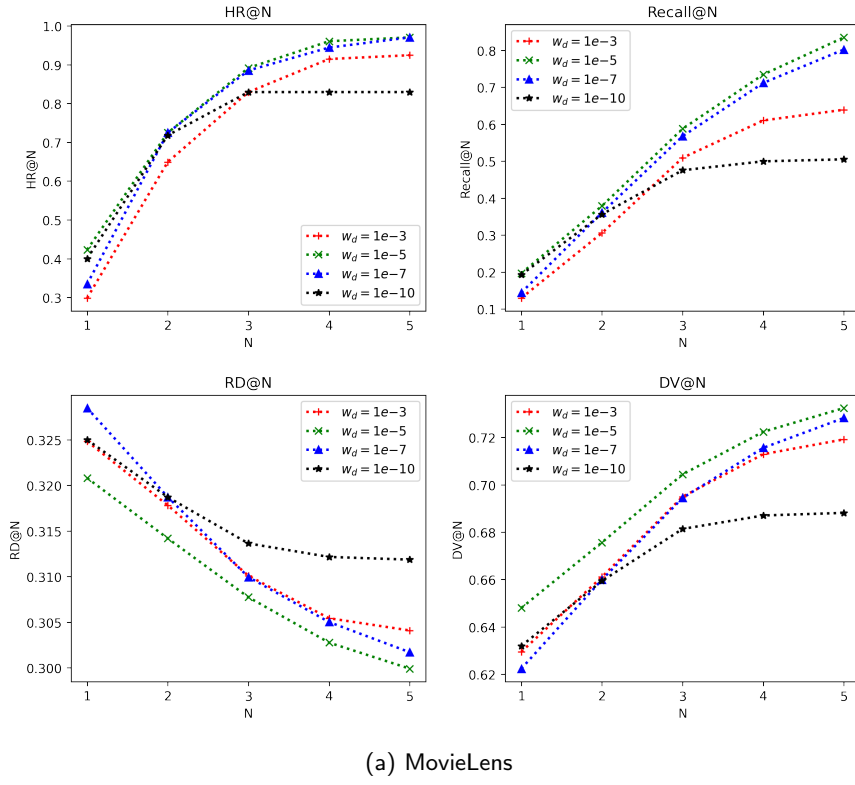 HR@N
1.0
0.9
0.8
0.7
0.6
0.5
0.4
0.3
HR@N
1
2
3
4
5
N
w_d = 1e−3
w_d = 1e−5
w_d = 1e−7
w_d = 1e−10
Recall@N
0.8
0.7
0.6
0.5
0.4
0.3
0.2
0.1
Recall@N
1
2
3
4
5
N
w_d = 1e−3
w_d = 1e−5
w_d = 1e−7
w_d = 1e−10
RD@N
0.325
0.320
0.315
0.310
0.305
0.300
RD@N
1
2
3
4
5
N
w_d = 1e−3
w_d = 1e−5
w_d = 1e−7
w_d = 1e−10
DV@N
0.72
0.70
0.68
0.66
0.64
0.62
DV@N
1
2
3
4
5
N
w_d = 1e−3
w_d = 1e−5
w_d = 1e−7
w_d = 1e−10
(a) MovieLens